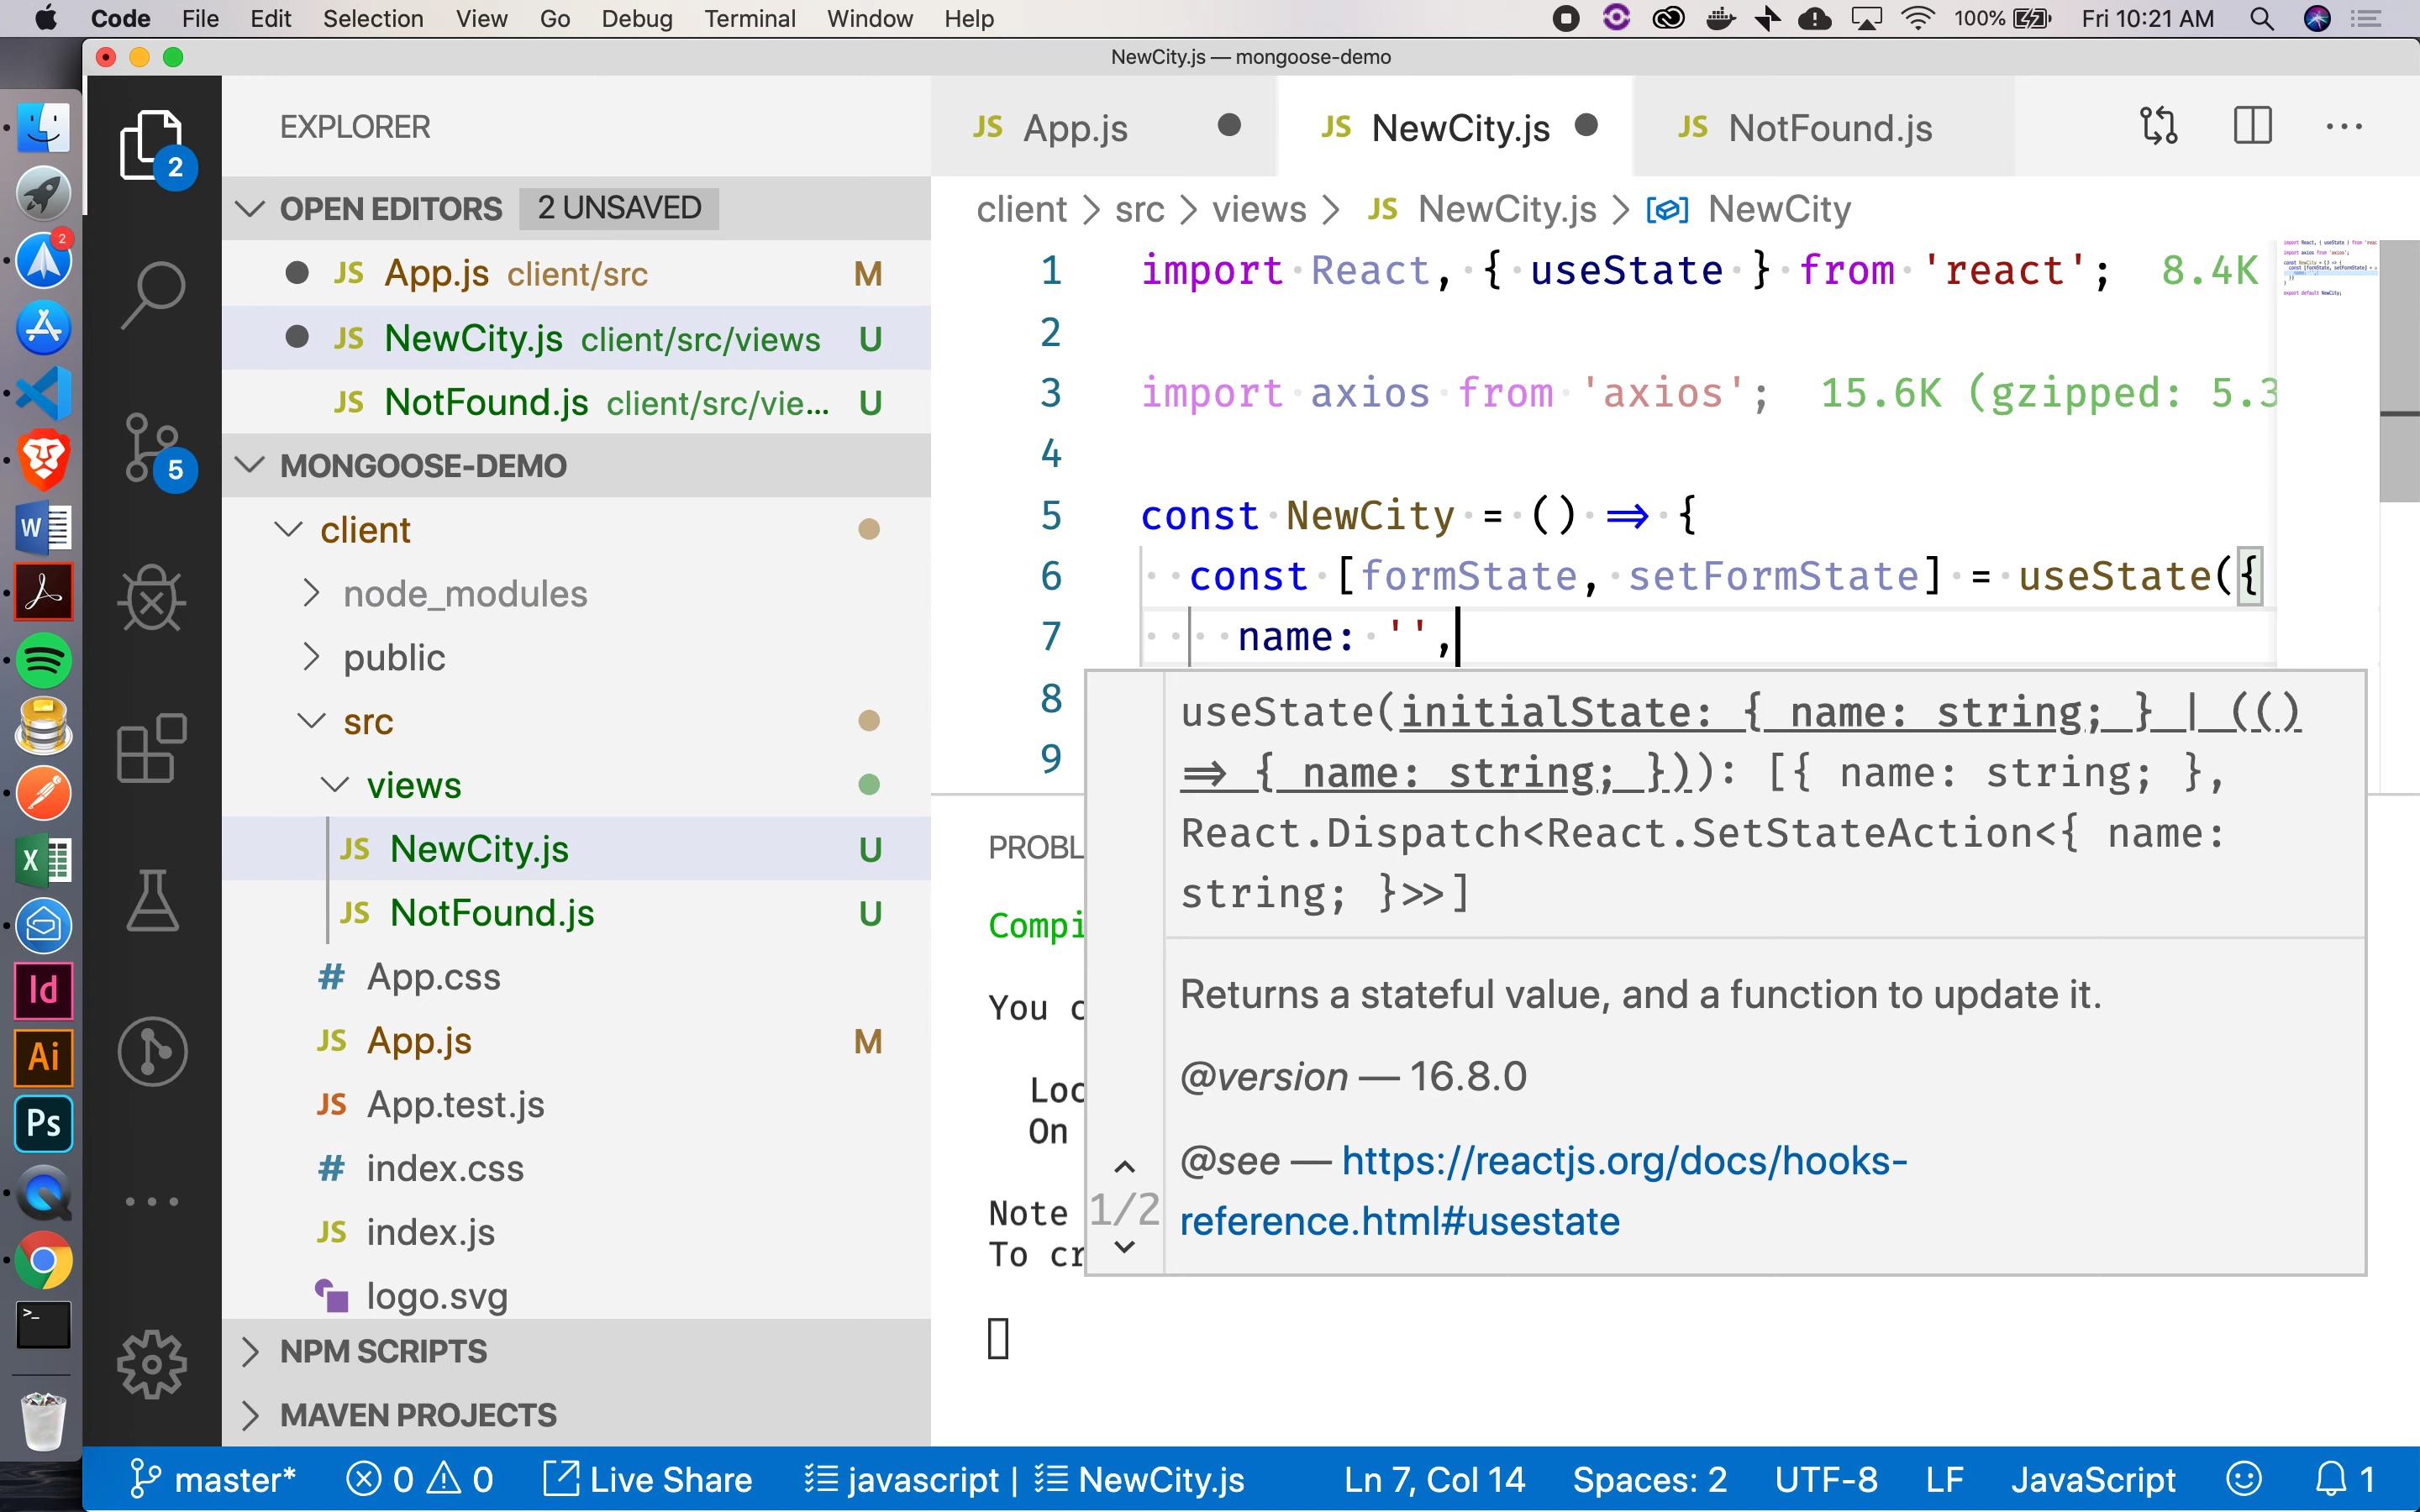 Code File Edit Selection View Go Debug Terminal Window Help 100% Fri 10:21 AM
NewCity.js — mongoose-demo
EXPLORER
OPEN EDITORS 2 UNSAVED
JS App.js client/src M
JS NewCity.js client/src/views U
JS NotFound.js client/src/vie... U
MONGOOSE-DEMO
client
node_modules
public
src
views
JS NewCity.js U
JS NotFound.js U
# App.css
JS App.js M
JS App.test.js
# index.css
JS index.js
logo.svg
NPM SCRIPTS
MAVEN PROJECTS
2
5
2
W
X
Id
Ai
Ps
>_
JS App.js JS NewCity.js JS NotFound.js ...
client > src > views > JS NewCity.js > NewCity
1 import React, { useState } from 'react'; 8.4K
2
3 import axios from 'axios'; 15.6K (gzipped: 5.3
4
5 const NewCity = () => {
6 const [formState, setFormState] = useState({
7 name: '',
8
9
useState(initialState: { name: string; } | (()
=> { name: string; })): [{ name: string; },
React.Dispatch<React.SetStateAction<{ name:
string; }>>]
Returns a stateful value, and a function to update it.
@version — 16.8.0
@see — https://reactjs.org/docs/hooks-
reference.html#usestate
1/2
PROBL
Compi
You c
Loc
On
Note
To cr
master* 0 0 Live Share javascript | NewCity.js Ln 7, Col 14 Spaces: 2 UTF-8 LF JavaScript 1